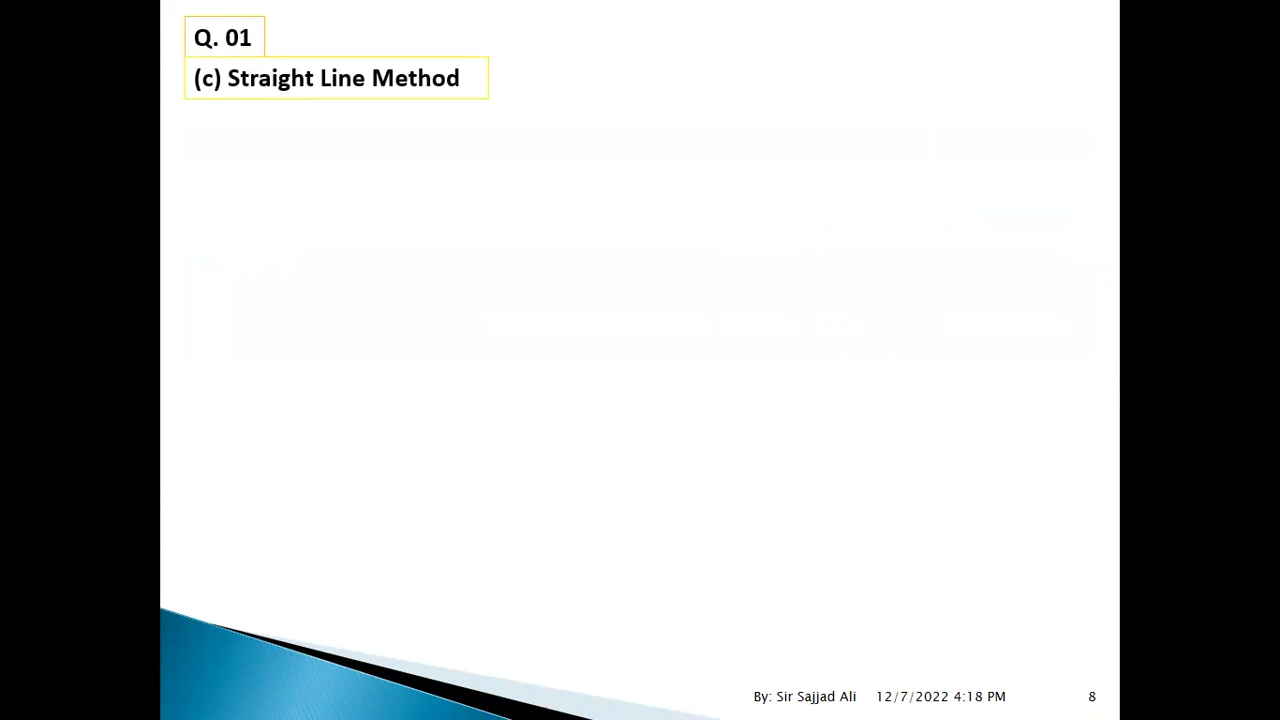 Q. 01
(c) Straight Line Method
By: Sir Sajjad Ali 12/7/2022 4:18 PM 8